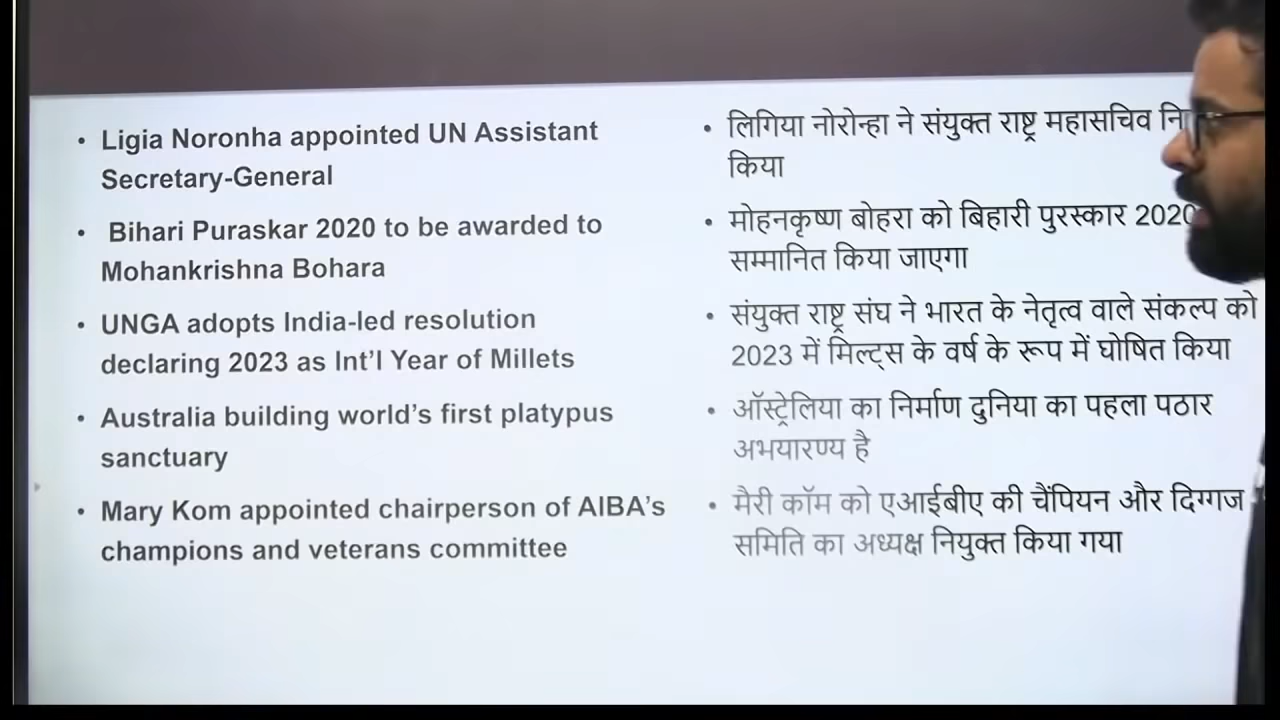 • Ligia Noronha appointed UN Assistant
Secretary-General
• Bihari Puraskar 2020 to be awarded to
Mohankrishna Bohara
• UNGA adopts India-led resolution
declaring 2023 as Int'l Year of Millets
• Australia building world's first platypus
sanctuary
• Mary Kom appointed chairperson of AIBA's
champions and veterans committee
• लिगिया नोरोन्हा ने संयुक्त राष्ट्र महासचिव
किया
• मोहनकृष्ण बोहरा को बिहारी पुरस्कार 2020
सम्मानित किया जाएगा
• संयुक्त राष्ट्र संघ ने भारत के नेतृत्व वाले संकल्प को
2023 में मिल्ट्स के वर्ष के रूप में घोषित किया
• ऑस्ट्रेलिया का निर्माण दुनिया का पहला पठार
अभयारण्य है
• मैरी कॉम को एआईबीए की चैंपियन और दिग्गज
समिति का अध्यक्ष नियुक्त किया गया